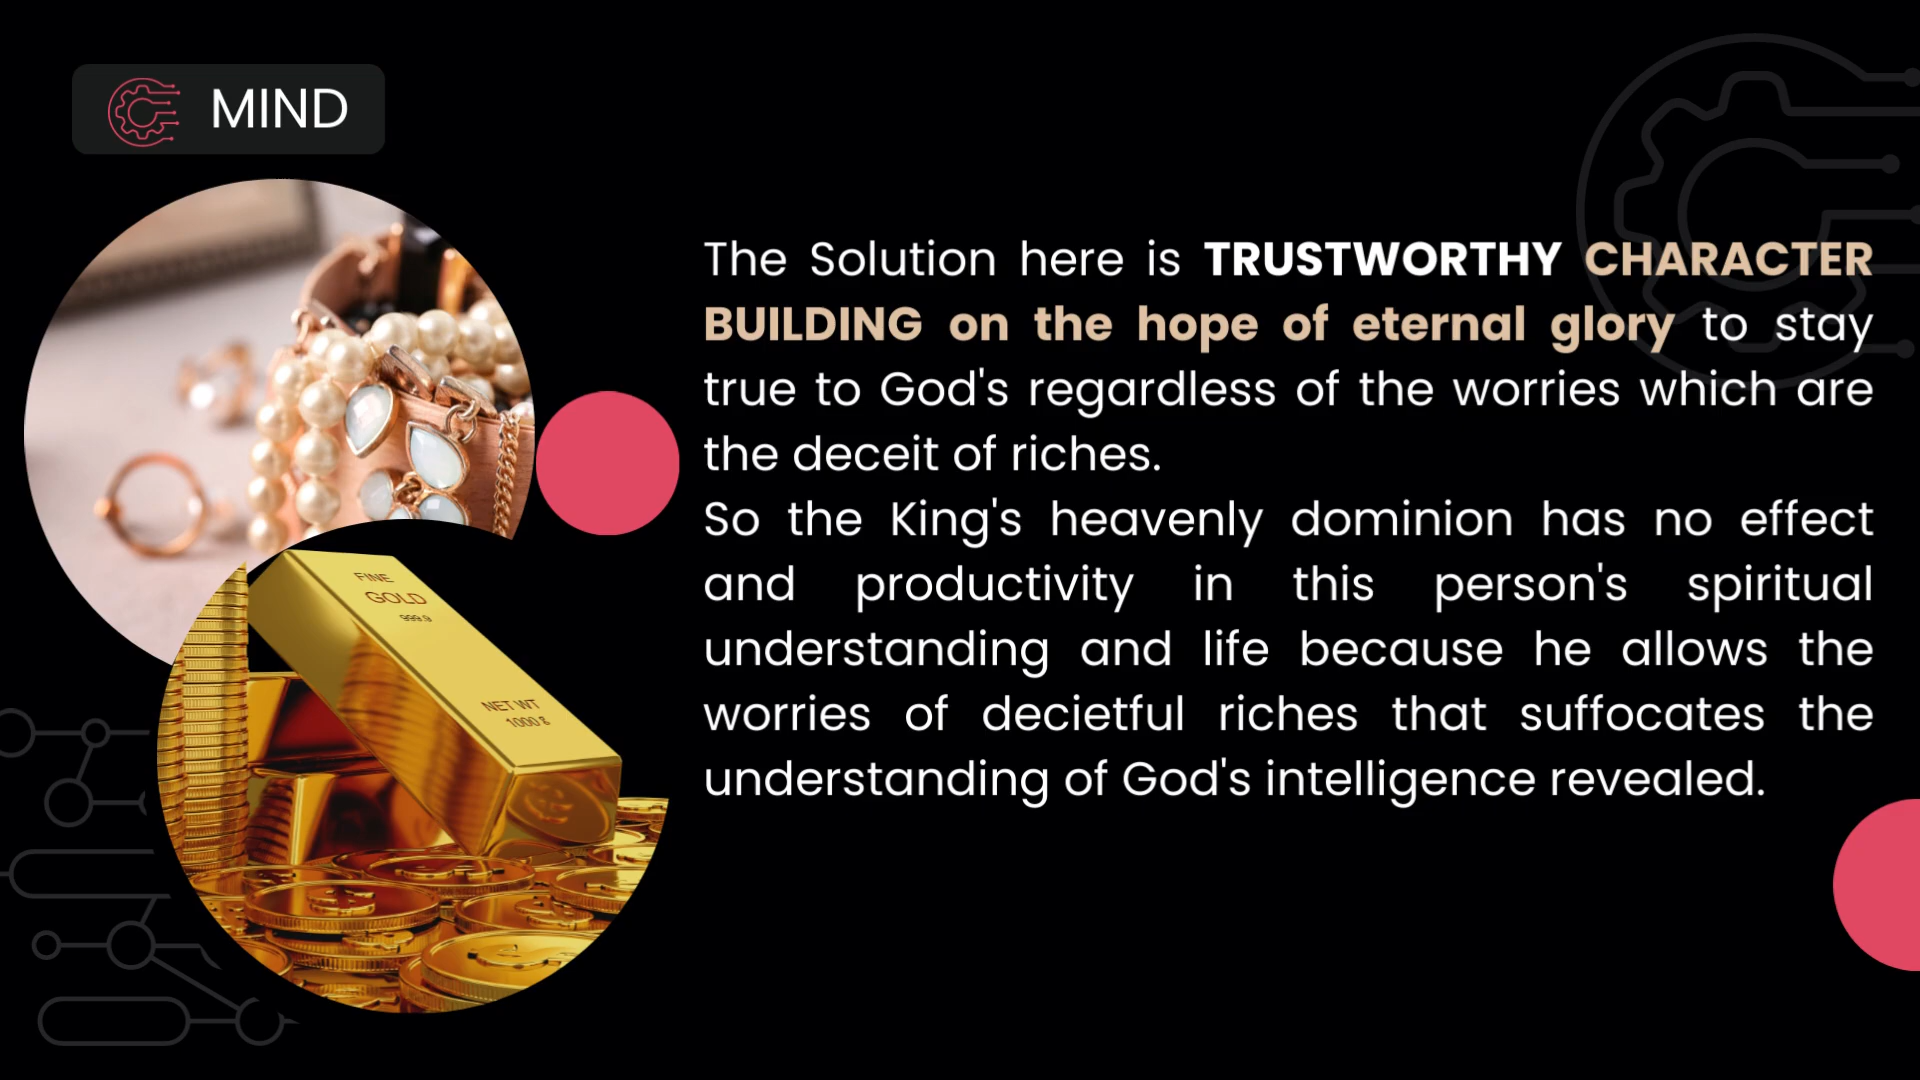 MIND
The Solution here is TRUSTWORTHY CHARACTER
BUILDING on the hope of eternal glory to stay
true to God's regardless of the worries which are
the deceit of riches.
So the King's heavenly dominion has no effect
and productivity in this person's spiritual
understanding and life because he allows the
worries of decietful riches that suffocates the
understanding of God's intelligence revealed.
FINE
GOLD
999.9
NET WT
1000 g